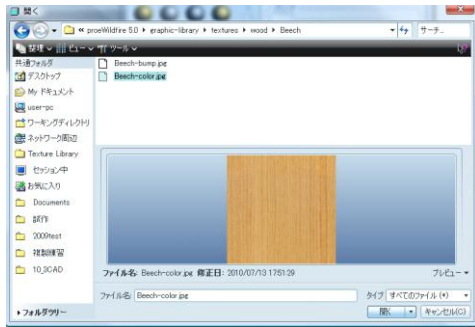 開く
« proeWildfire 5.0 ▸ graphic-library ▸ textures ▸ wood ▸ Beech
サーチ...
整理 ビュー ツール
共通フォルダ
デスクトップ
My ドキュメント
user-pc
ワーキングディレクトリ
ネットワーク周辺
Texture Library
セッション中
お気に入り
Documents
試作
2009test
複製練習
10_3CAD
Beech-bump.jpg
Beech-color.jpg
ファイル名: Beech-color.jpg 修正日: 2010/07/13 17:51:29
プレビュー
ファイル名: Beech-color.jpg
タイプ すべてのファイル (*)
フォルダツリー
開く キャンセル(C)